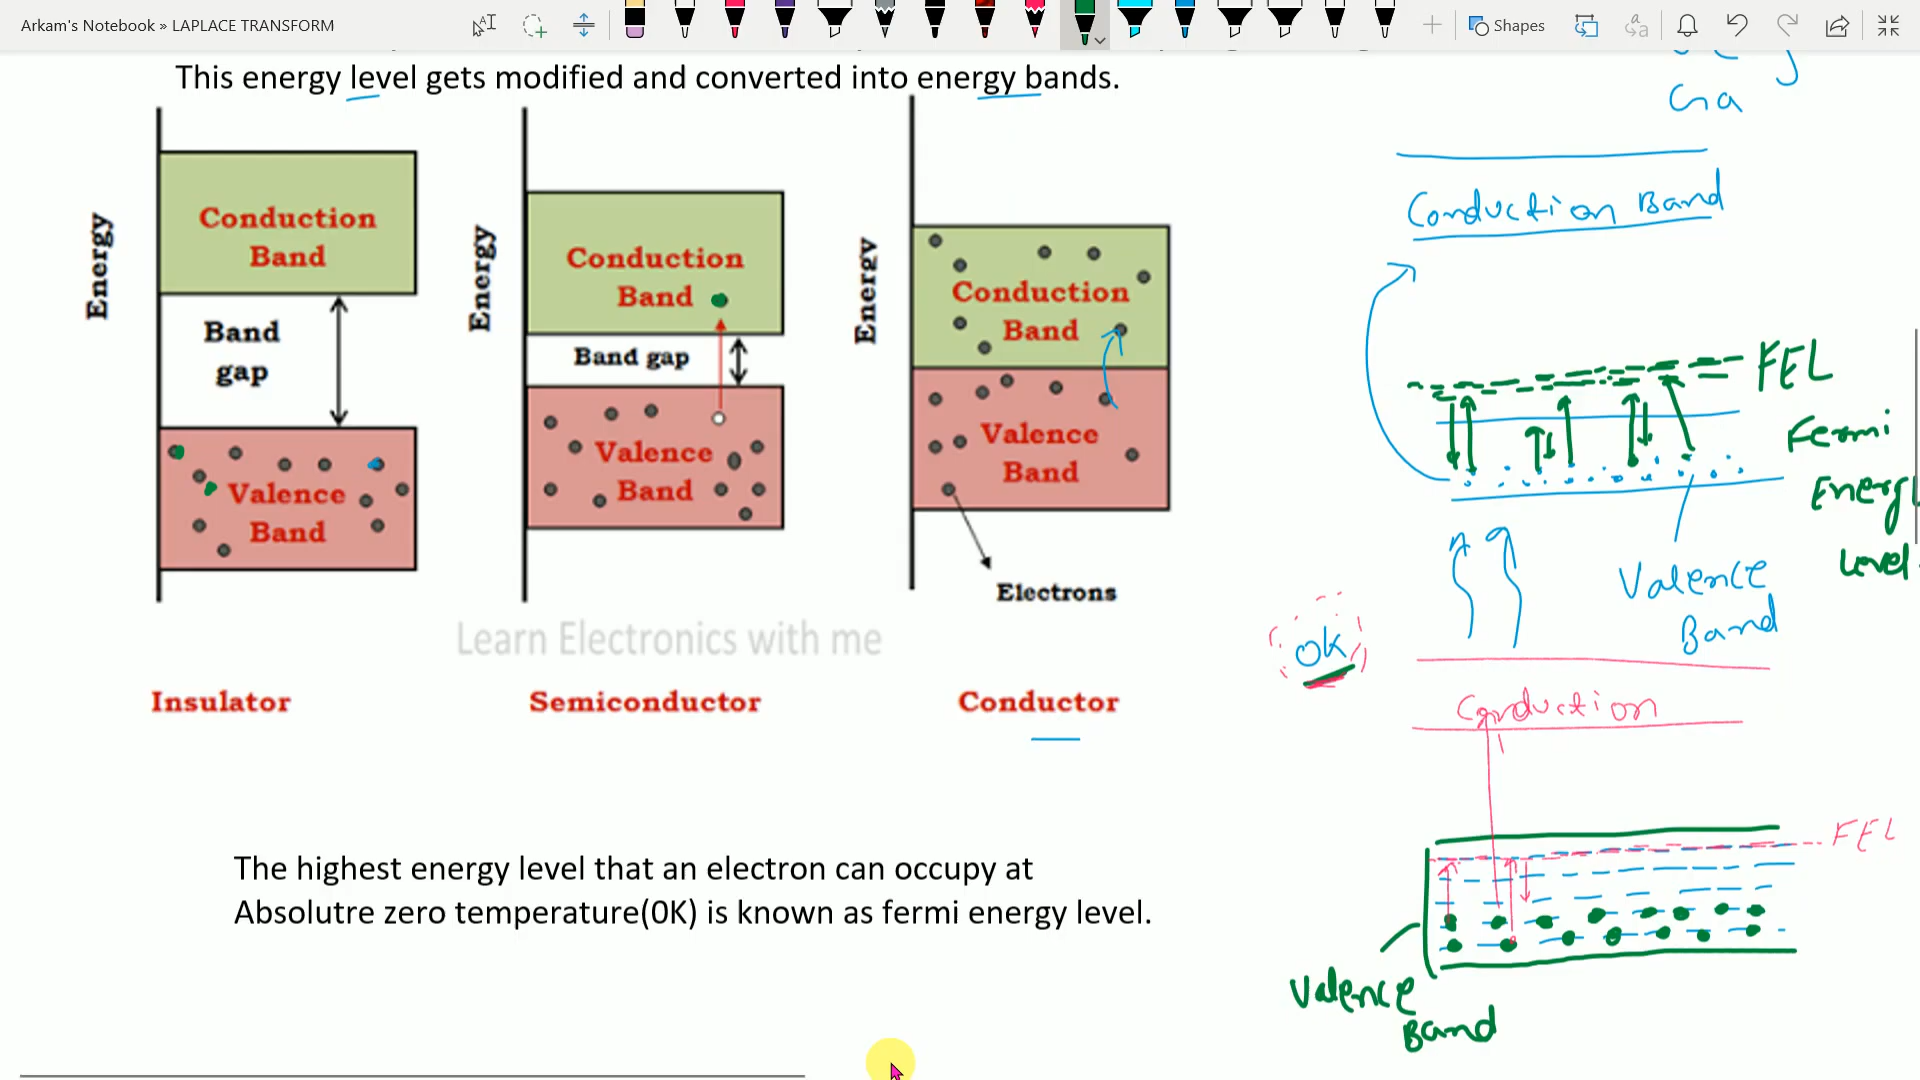 Arkam's Notebook » LAPLACE TRANSFORM
Shapes
This energy level gets modified and converted into energy bands.
Energy
Conduction
Band
Band
gap
Valence
Band
Energy
Conduction
Band
Band gap
Valence
Band
Energy
Conduction
Band
Valence
Band
Electrons
Learn Electronics with me
Insulator
Semiconductor
Conductor
The highest energy level that an electron can occupy at
Absolutre zero temperature(0K) is known as fermi energy level.
Conduction Band
FEL
Fermi
Energy
Level
Valence
Band
OK
Conduction
FEL
Valence
Band